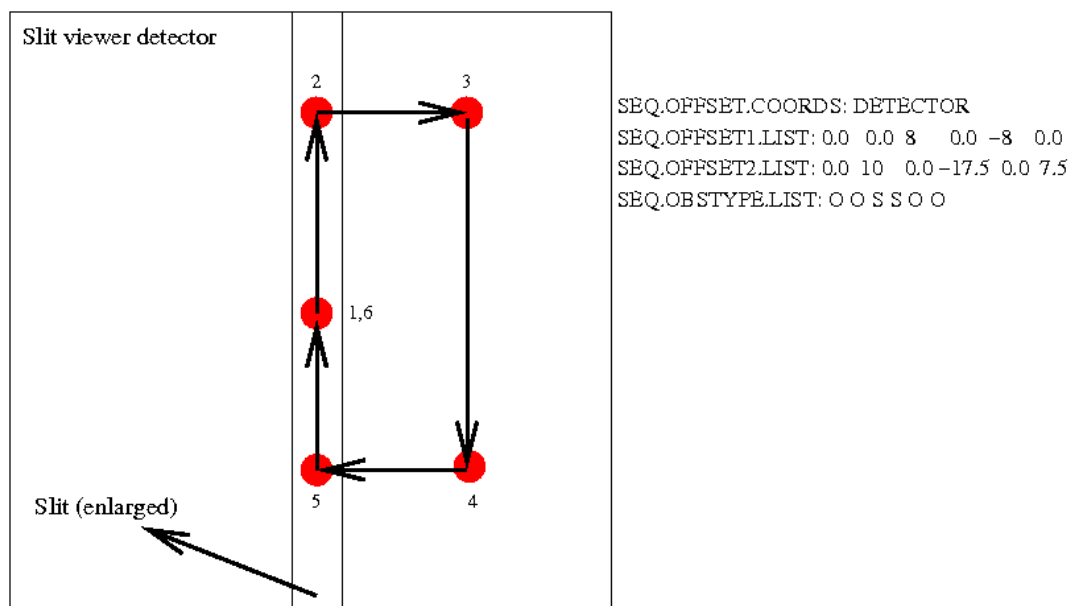 Slit viewer detector
2
3
SEQ.OFFSET.COORDS: DETECTOR
SEQ.OFFSET1.LIST: 0.0 0.0 8 0.0 −8 0.0
SEQ.OFFSET2.LIST: 0.0 10 0.0 −17.5 0.0 7.5
SEQ.OBSTYPE.LIST: O O S S O O
1,6
5
4
Slit (enlarged)